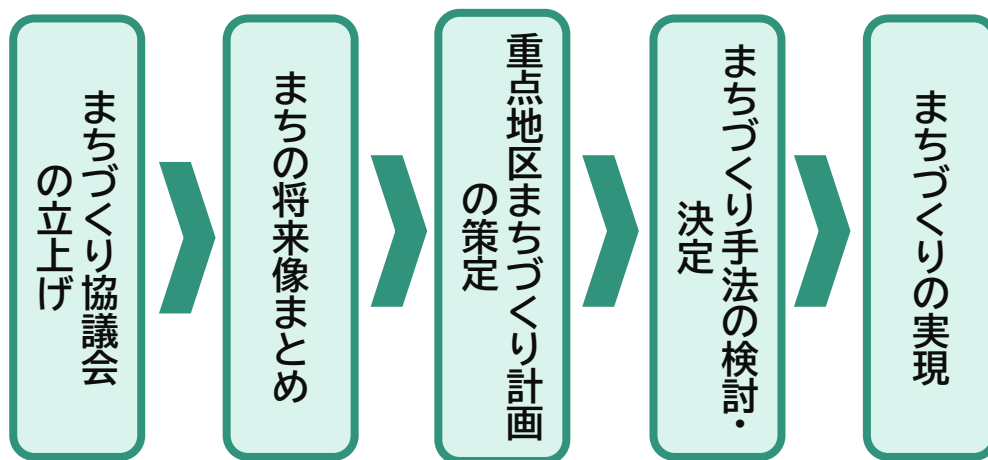 まちづくり協議会
の立上げ
まちの将来像まとめ
重点地区まちづくり計画
の策定
まちづくり手法の検討・
決定
まちづくりの実現